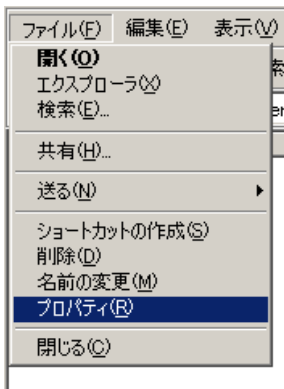 ファイル(F) 編集(E) 表示(V)
開く(O)
エクスプローラ(X)
検索(E)...
共有(H)...
送る(N)
ショートカットの作成(S)
削除(D)
名前の変更(M)
プロパティ(R)
閉じる(C)